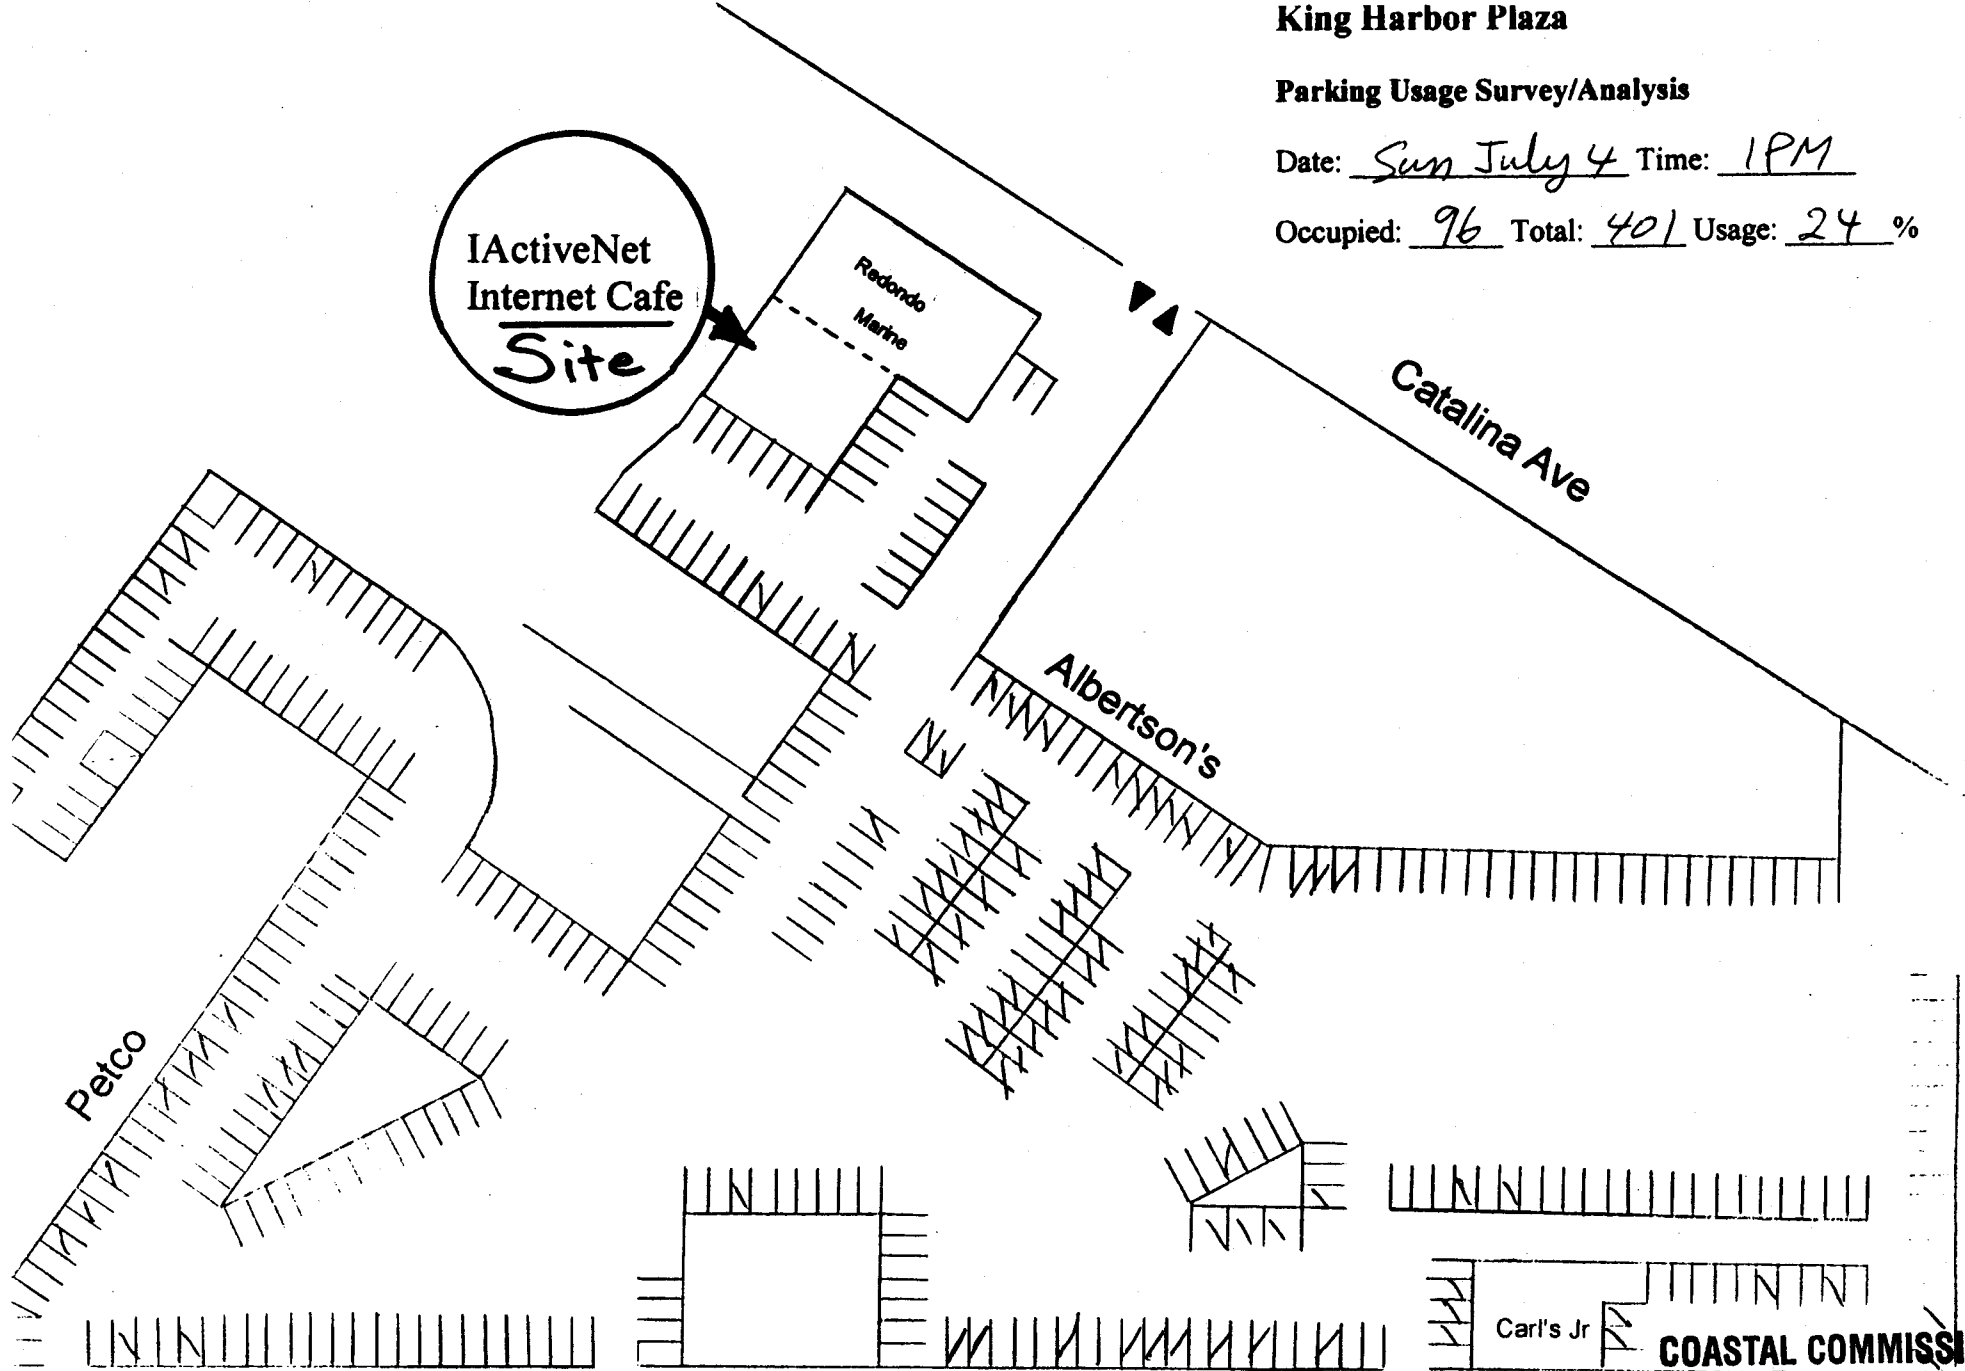 King Harbor Plaza
Parking Usage Survey/Analysis
Date: Sun July 4 Time: 1PM
Occupied: 96 Total: 401 Usage: 24 %
IActiveNet
Internet Cafe
Site
Redondo
Marine
Catalina Ave
Albertson's
Petco
Carl's Jr
COASTAL COMMISSI